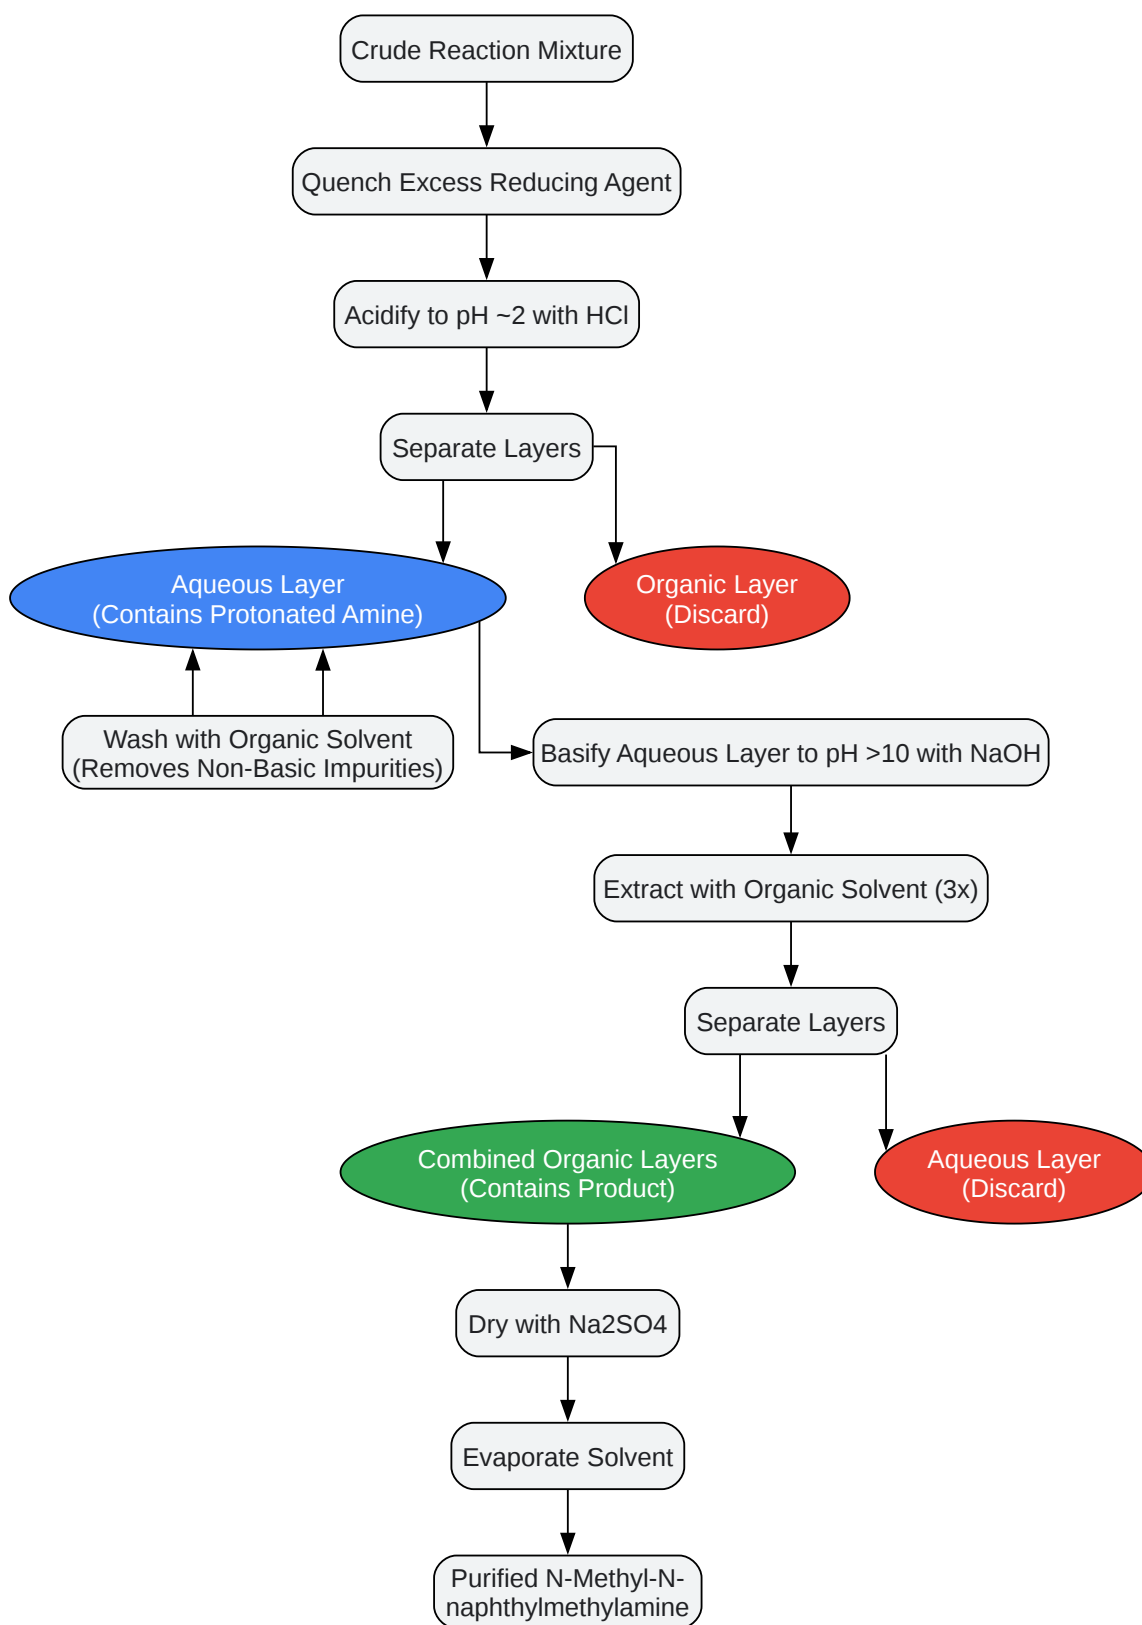 Crude Reaction Mixture
Quench Excess Reducing Agent
Acidify to pH ~2 with HCl
Separate Layers
Aqueous Layer
(Contains Protonated Amine)
Organic Layer
(Discard)
Wash with Organic Solvent
(Removes Non-Basic Impurities)
Basify Aqueous Layer to pH >10 with NaOH
Extract with Organic Solvent (3x)
Separate Layers
Combined Organic Layers
(Contains Product)
Aqueous Layer
(Discard)
Dry with Na2SO4
Evaporate Solvent
Purified N-Methyl-N-
naphthylmethylamine